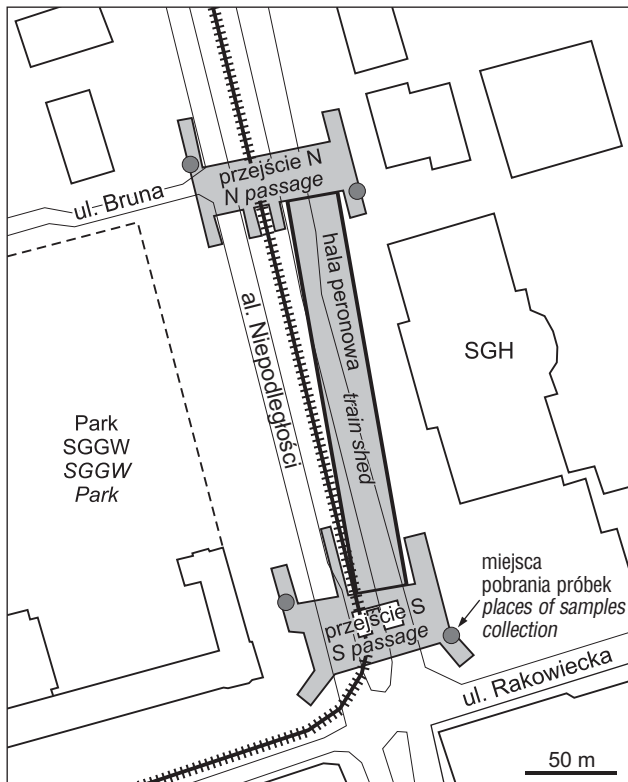 przejście N
N passage
ul. Bruna
hala peronowa
train shed
al. Niepodległości
SGH
Park
SGGW
SGGW
Park
miejsca
pobrania próbek
places of samples
collection
przejście S
S passage
ul. Rakowiecka
50 m